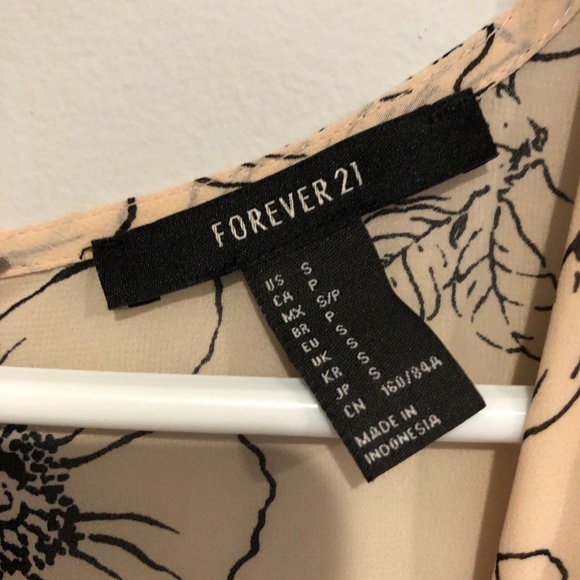 FOREVER 21
US S
CA P
MX S/P
BR P
EU S
UK S
KR S
JP S
CN 160/84A
MADE IN
INDONESIA